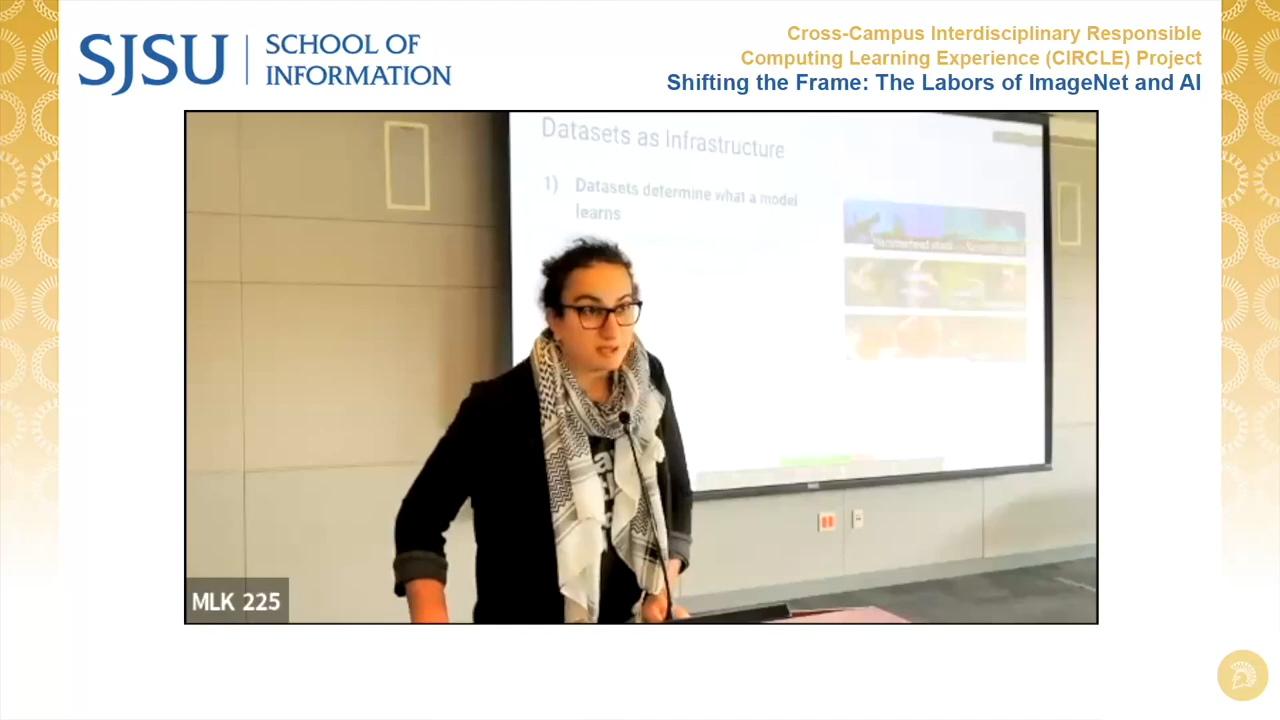 SJSU
SCHOOL OF
INFORMATION
Cross-Campus Interdisciplinary Responsible
Computing Learning Experience (CIRCLE) Project
Shifting the Frame: The Labors of ImageNet and AI
Datasets as Infrastructure
1) Datasets determine what a model
learns
MLK 225